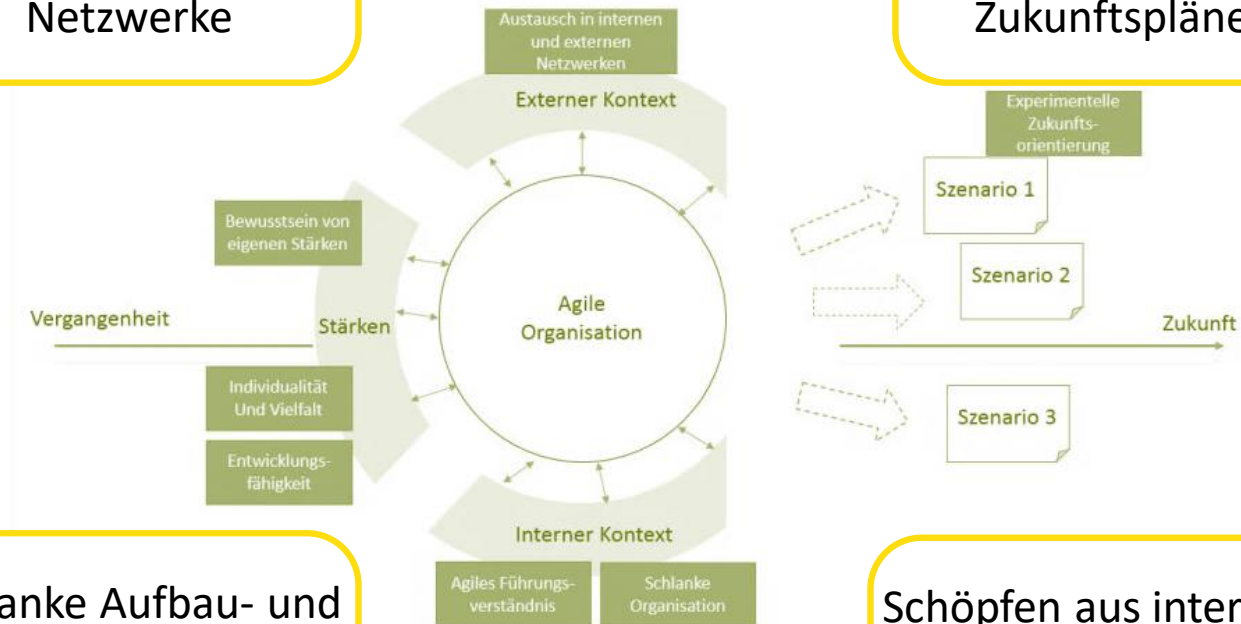 Netzwerke
Zukunftspläne
Austausch in internen
und externen
Netzwerken
Externer Kontext
Experimentelle
Zukunfts-
orientierung
Szenario 1
Bewusstsein von
eigenen Stärken
Szenario 2
Agile
Organisation
Vergangenheit
Stärken
Zukunft
Individualität
Und Vielfalt
Szenario 3
Entwicklungs-
fähigkeit
Interner Kontext
Agiles Führungs-
verständnis
Schlanke
Organisation
anke Aufbau- und
Schöpfen aus inter